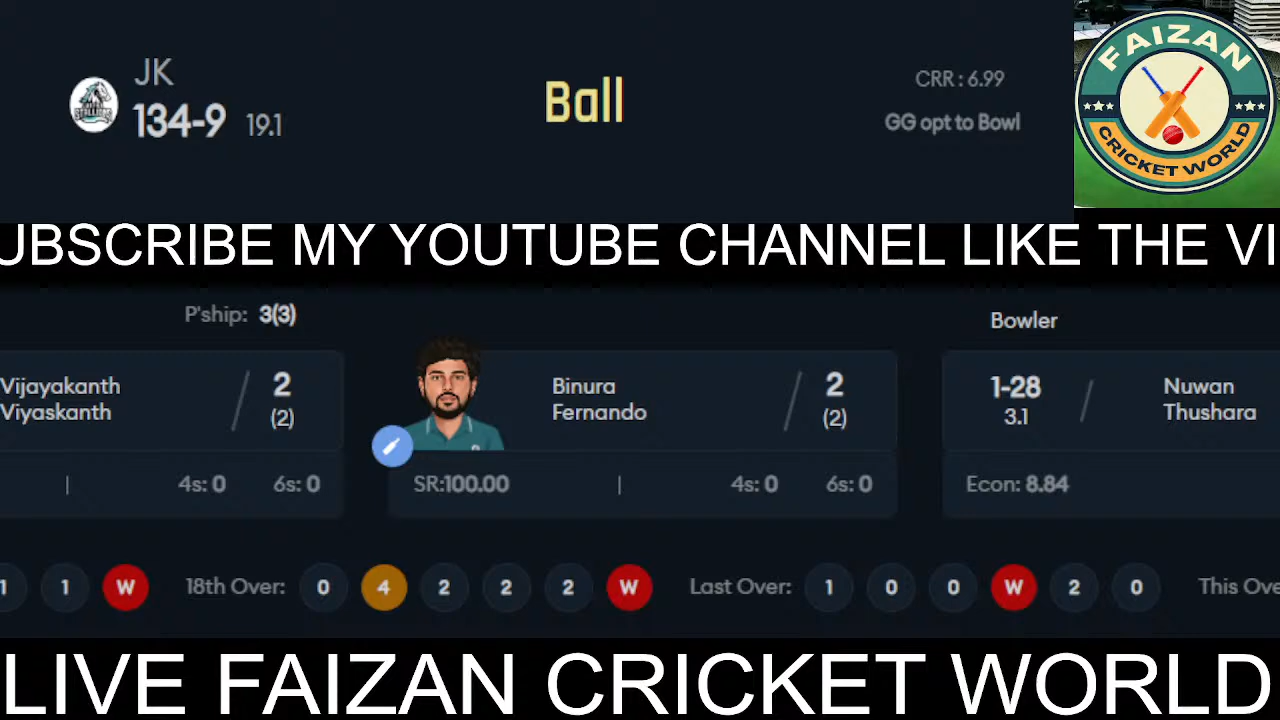 JK
134-9 19.1
Ball
CRR : 6.99
GG opt to Bowl
FAIZAN
CRICKET WORLD
UBSCRIBE MY YOUTUBE CHANNEL LIKE THE VI
P'ship: 3(3)
Bowler
Vijayakanth
Viyaskanth
2
(2)
Binura
Fernando
2
(2)
1-28
3.1
Nuwan
Thushara
| 4s: 0 6s: 0
SR:100.00 | 4s: 0 6s: 0
Econ: 8.84
1 1 W 18th Over: 0 4 2 2 2 W Last Over: 1 0 0 W 2 0 This Ove
LIVE FAIZAN CRICKET WORLD